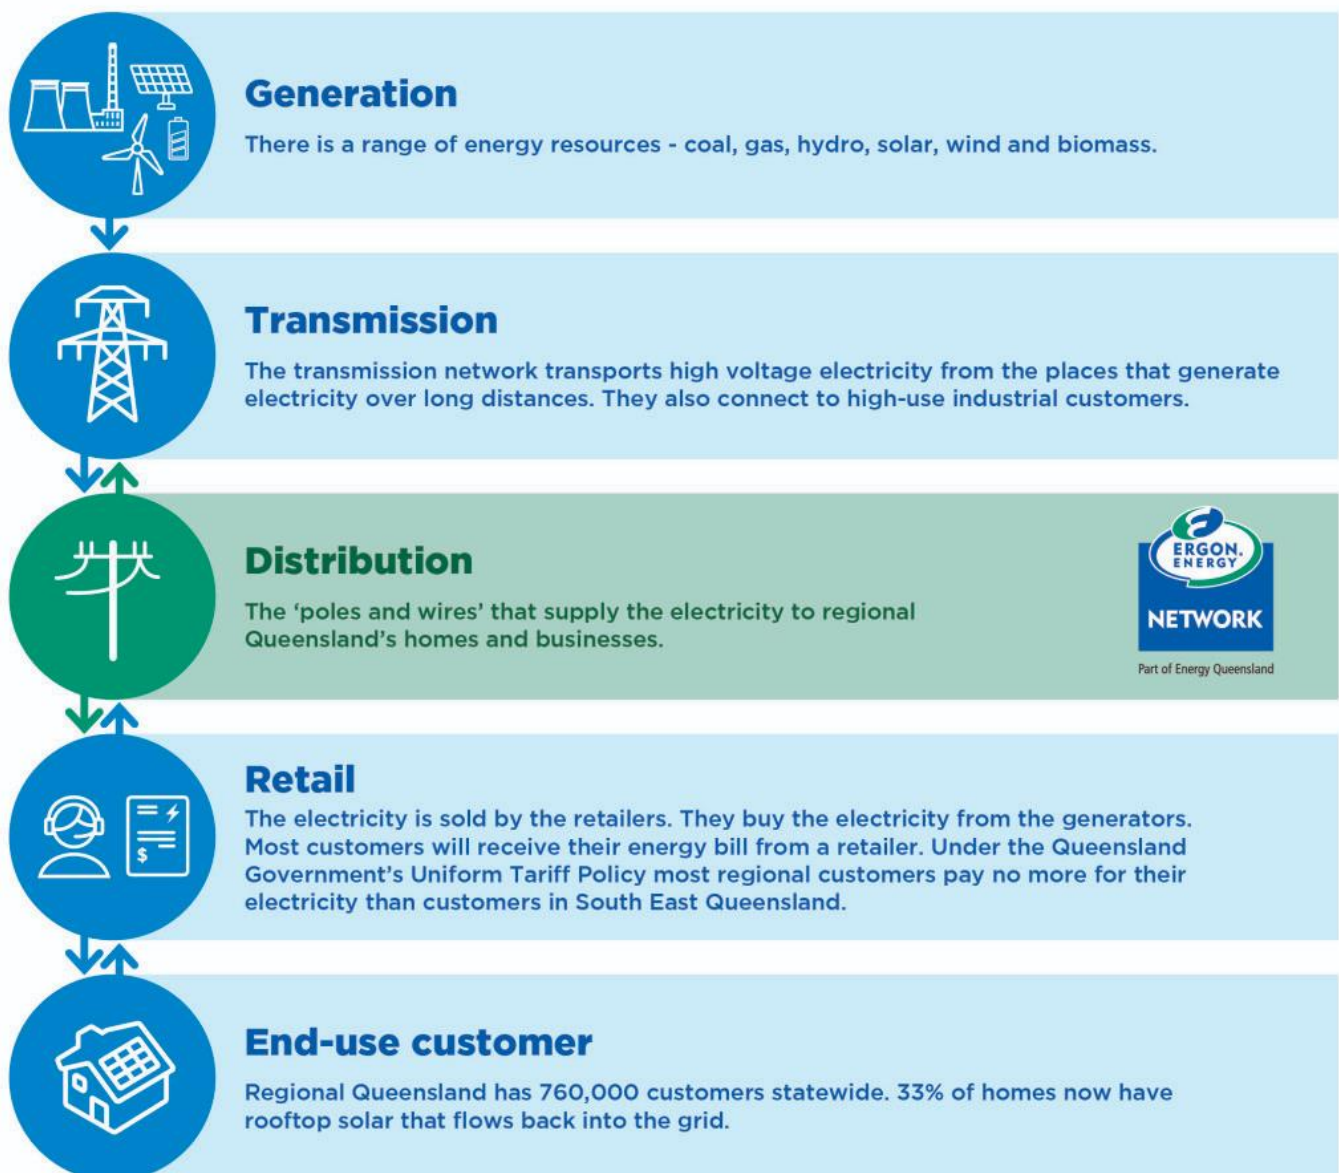 Generation
There is a range of energy resources - coal, gas, hydro, solar, wind and biomass.
Transmission
The transmission network transports high voltage electricity from the places that generate
electricity over long distances. They also connect to high-use industrial customers.
Distribution
The ‘poles and wires’ that supply the electricity to regional
Queensland’s homes and businesses.
ERGON.
ENERGY
NETWORK
Part of Energy Queensland
Retail
The electricity is sold by the retailers. They buy the electricity from the generators.
Most customers will receive their energy bill from a retailer. Under the Queensland
Government’s Uniform Tariff Policy most regional customers pay no more for their
electricity than customers in South East Queensland.
$
End-use customer
Regional Queensland has 760,000 customers statewide. 33% of homes now have
rooftop solar that flows back into the grid.